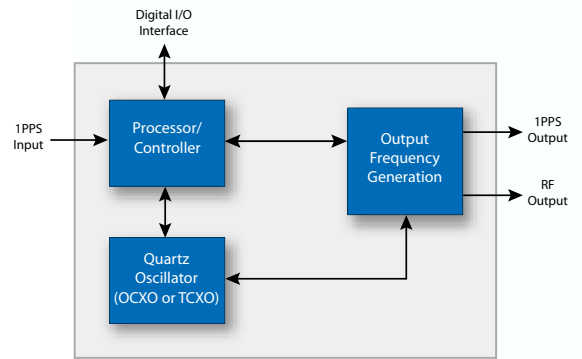 Digital I/O
Interface
1PPS
Input
Processor/
Controller
Output
Frequency
Generation
1PPS
Output
RF
Output
Quartz
Oscillator
(OCXO or TCXO)